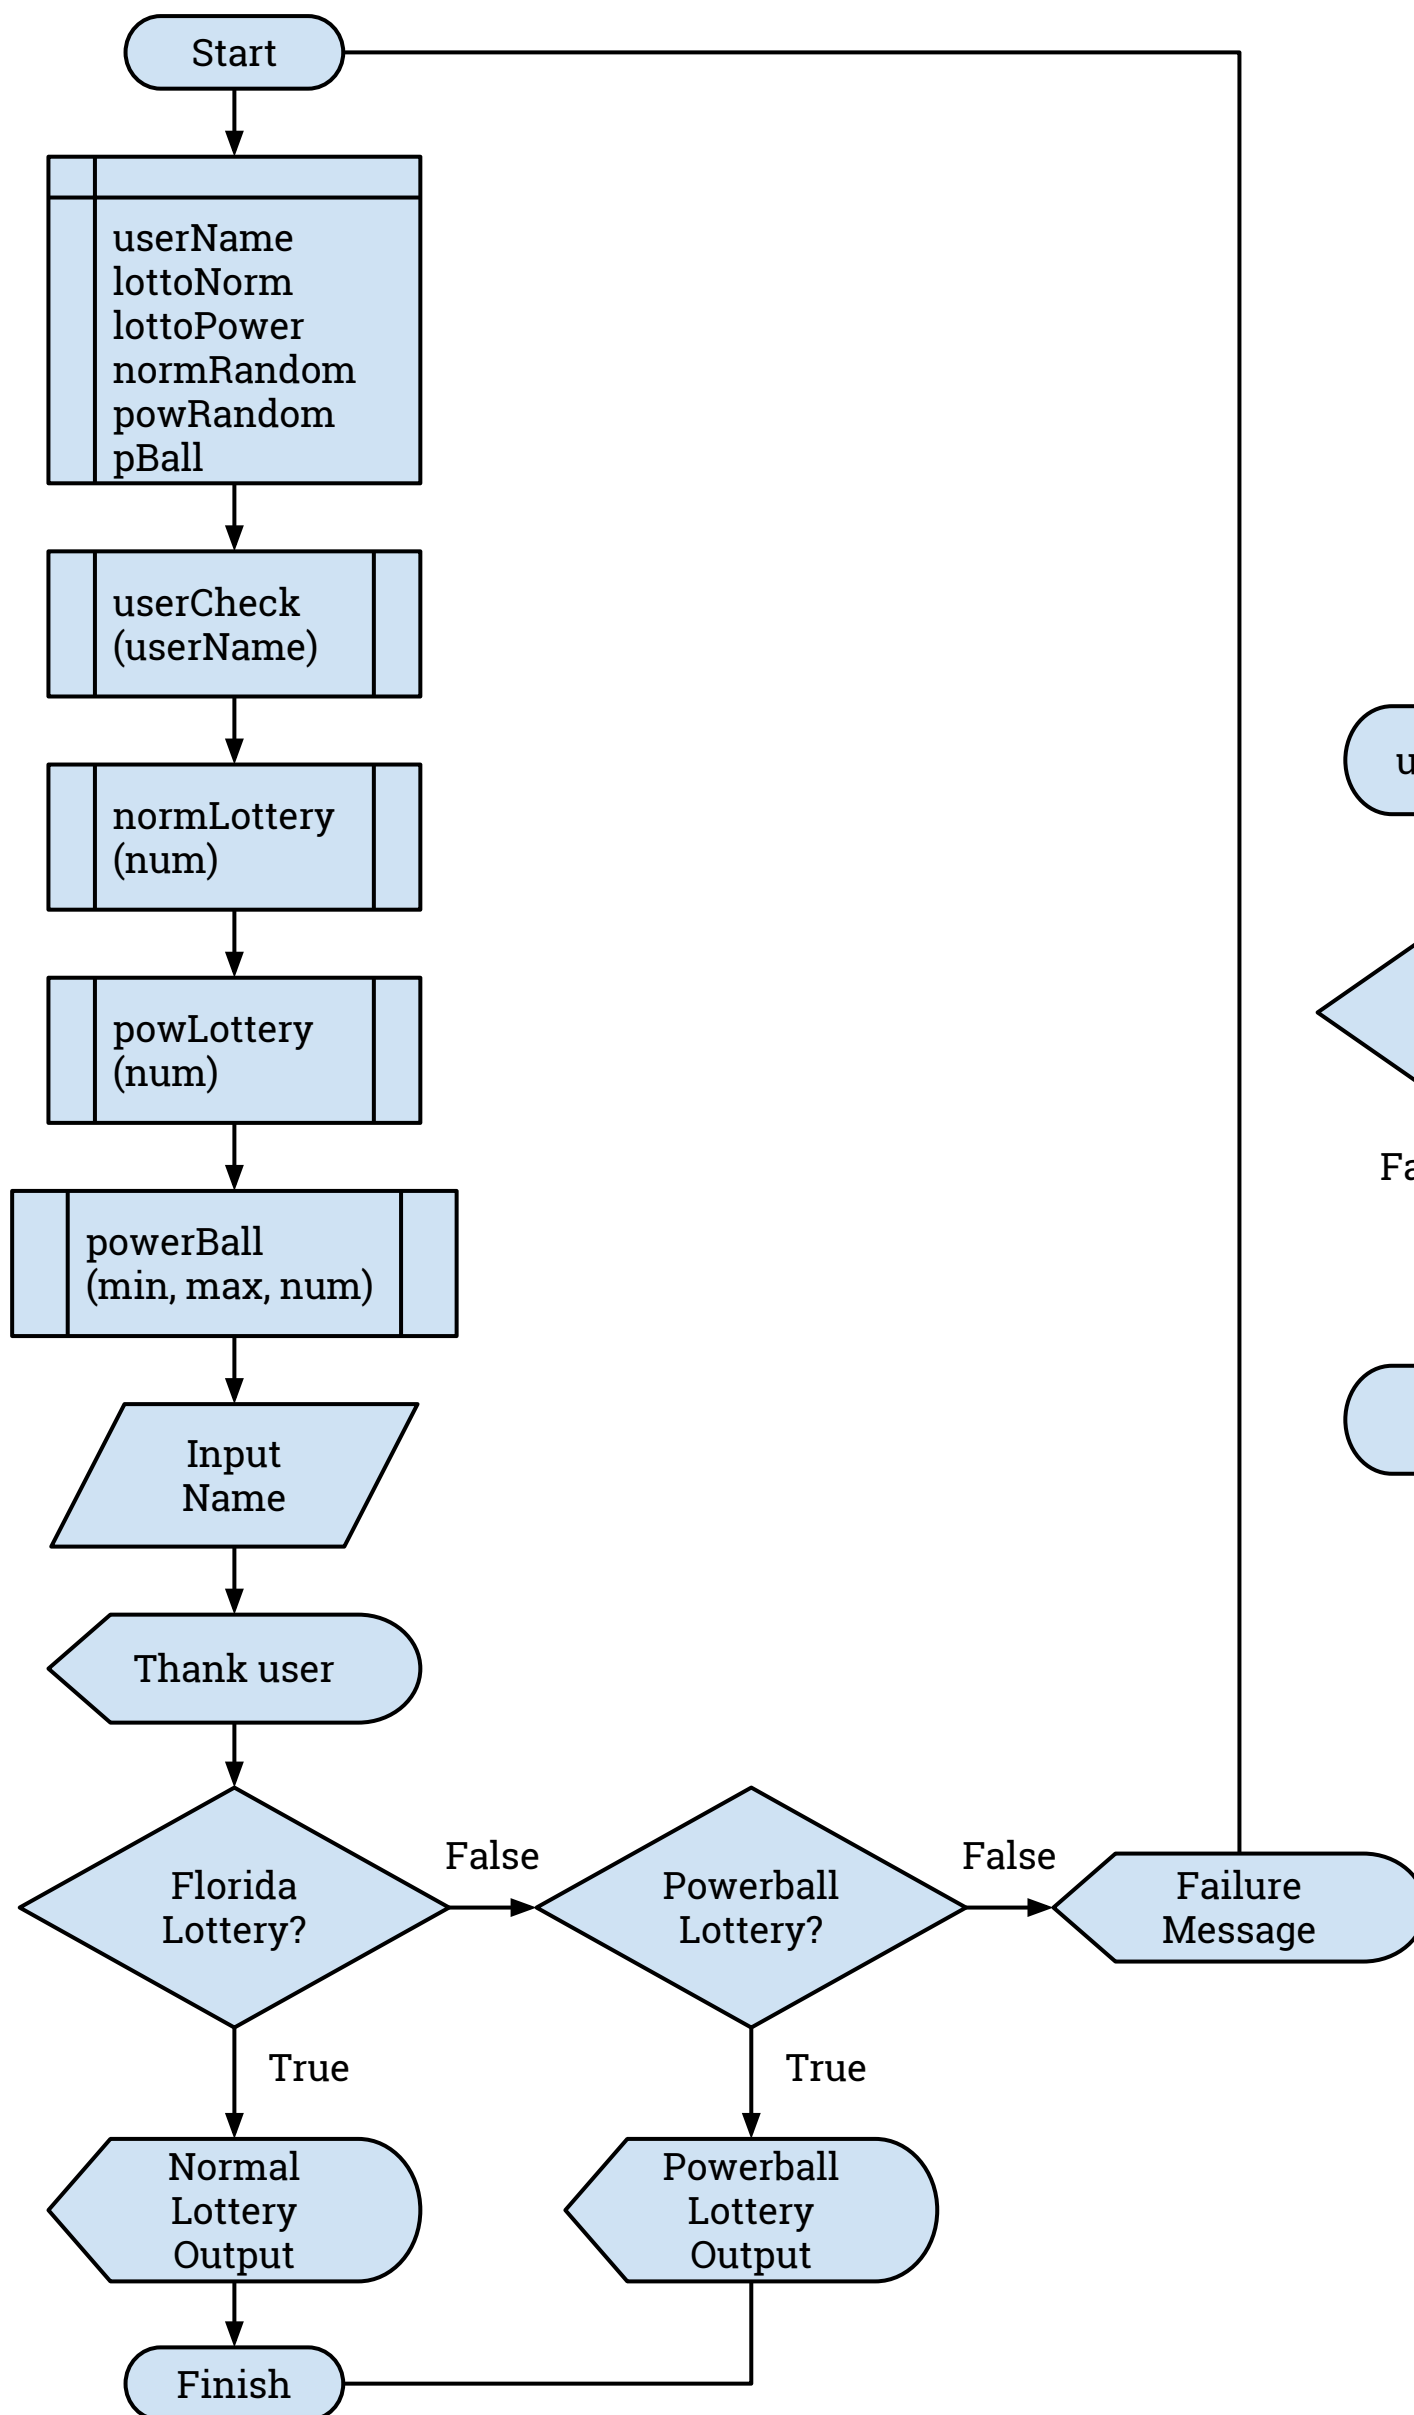 Start
userName
lottoNorm
lottoPower
normRandom
powRandom
pBall
userCheck
(userName)
normLottery
(num)
powLottery
(num)
powerBall
(min, max, num)
Input
Name
Thank user
Florida
Lottery?
False
Powerball
Lottery?
False
Failure
Message
True
True
Normal
Lottery
Output
Powerball
Lottery
Output
Finish